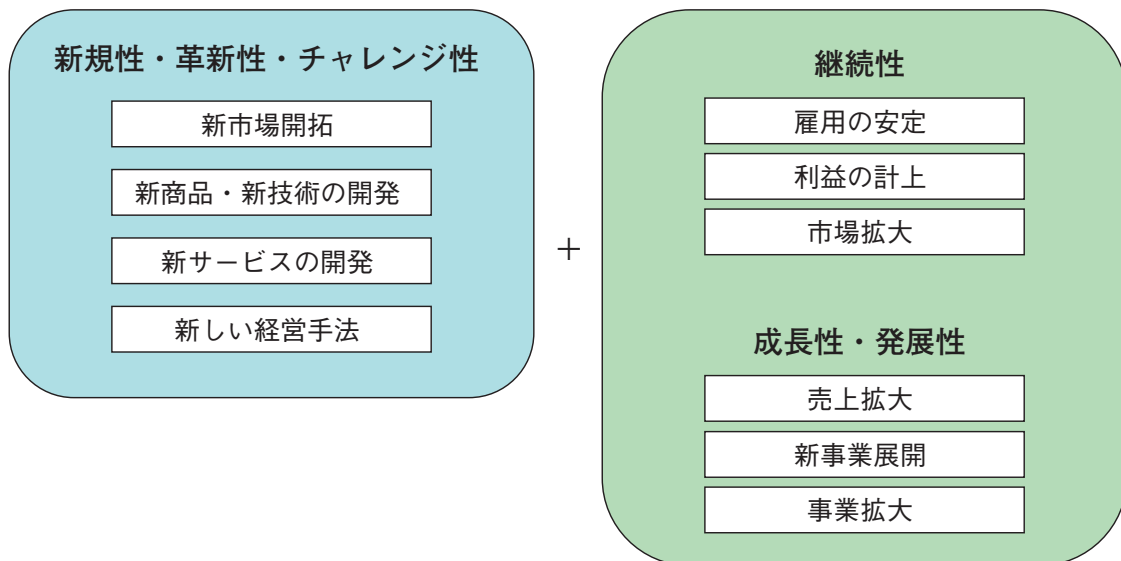 新規性・革新性・チャレンジ性
新市場開拓
新商品・新技術の開発
新サービスの開発
新しい経営手法
+
継続性
雇用の安定
利益の計上
市場拡大
成長性・発展性
売上拡大
新事業展開
事業拡大